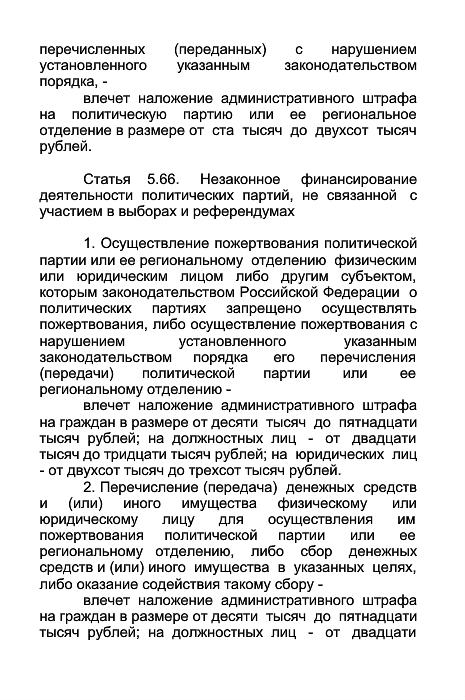 перечисленных (переданных) с нарушением
установленного указанным законодательством
порядка, -
влечет наложение административного штрафа
на политическую партию или ее региональное
отделение в размере от ста тысяч до двухсот тысяч
рублей.
Статья 5.66. Незаконное финансирование
деятельности политических партий, не связанной с
участием в выборах и референдумах
1. Осуществление пожертвования политической
партии или ее региональному отделению физическим
или юридическим лицом либо другим субъектом,
которым законодательством Российской Федерации о
политических партиях запрещено осуществлять
пожертвования, либо осуществление пожертвования с
нарушением установленного указанным
законодательством порядка его перечисления
(передачи) политической партии или ее
региональному отделению -
влечет наложение административного штрафа
на граждан в размере от десяти тысяч до пятнадцати
тысяч рублей; на должностных лиц - от двадцати
тысяч до тридцати тысяч рублей; на юридических лиц
- от двухсот тысяч до трехсот тысяч рублей.
2. Перечисление (передача) денежных средств
и (или) иного имущества физическому или
юридическому лицу для осуществления им
пожертвования политической партии или ее
региональному отделению, либо сбор денежных
средств и (или) иного имущества в указанных целях,
либо оказание содействия такому сбору -
влечет наложение административного штрафа
на граждан в размере от десяти тысяч до пятнадцати
тысяч рублей; на должностных лиц - от двадцати